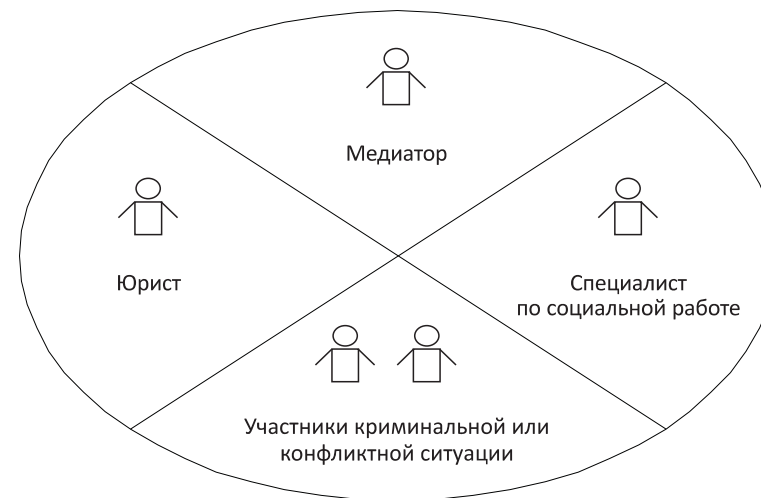 Медиатор
Юрист
Специалист
по социальной работе
Участники криминальной или
конфликтной ситуации